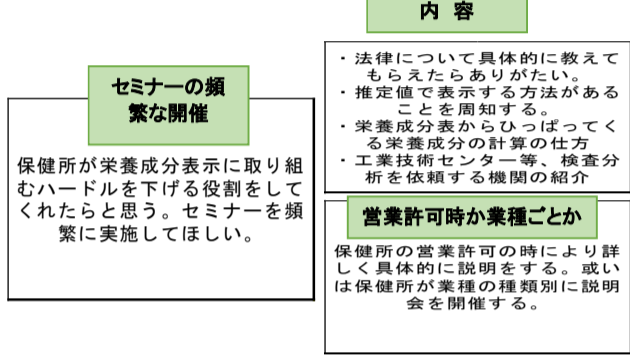 セミナーの頻
繁な開催
保健所が栄養成分表示に取り組
むハードルを下げる役割をして
くれたらと思う。セミナーを頻
繁に実施してほしい。
内 容
・法律について具体的に教えて
もらえたらありがたい。
・推定値で表示する方法がある
ことを周知する。
・栄養成分表からひっぱってく
る栄養成分の計算の仕方
・工業技術センター等、検査分
析を依頼する機関の紹介
営業許可時か業種ごとか
保健所の営業許可の時により詳
しく具体的に説明をする。或い
は保健所が業種の種類別に説明
会を開催する。